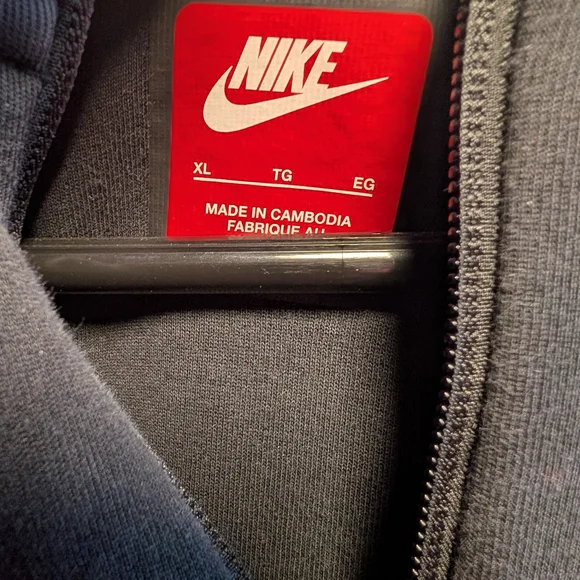 NIKE
XL TG EG
MADE IN CAMBODIA
FABRIQUE AU